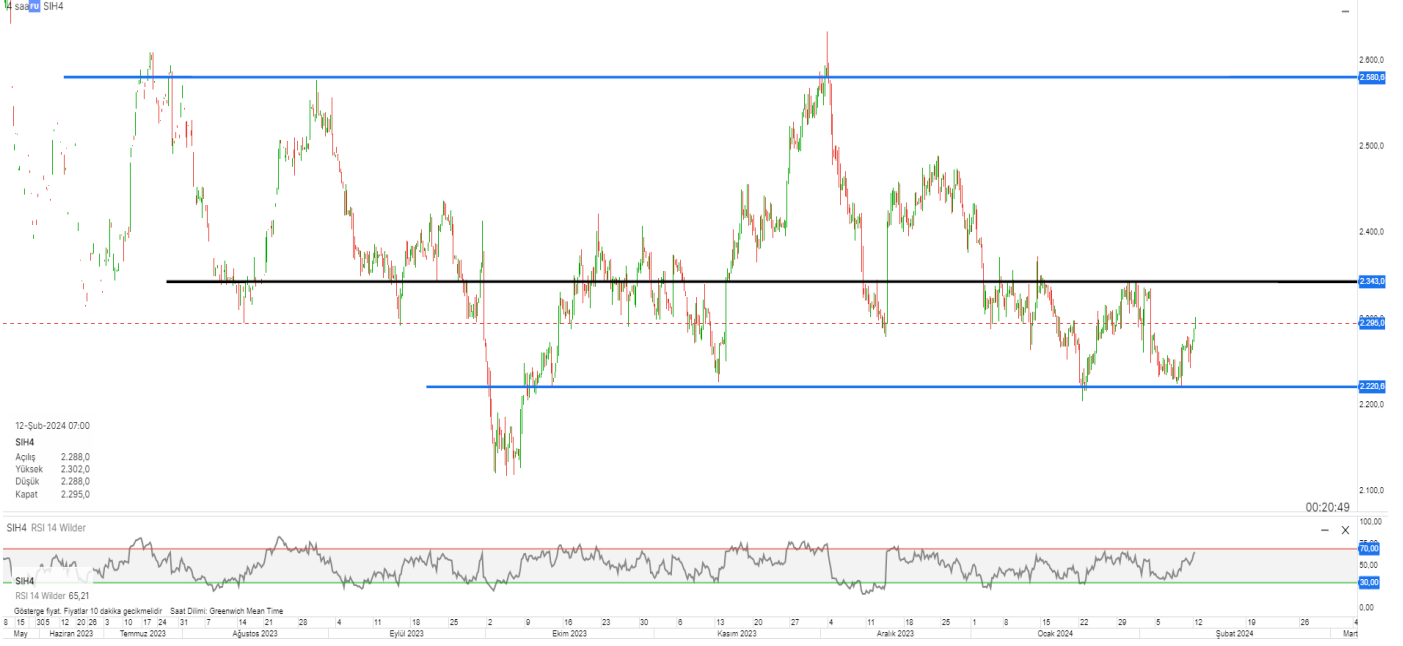 4 saa ru SIH4
2.600,0
2.580,6
2.500,0
2.400,0
2.343,0
2.295,0
2.220,6
2.200,0
2.100,0
12-Şub-2024 07:00
SIH4
Açılış 2.288,0
Yüksek 2.302,0
Düşük 2.288,0
Kapat 2.295,0
00:20:49
SIH4 RSI 14 Wilder
100,00
70,00
50,00
30,00
0,00
SIH4
RSI 14 Wilder 65,21
Gösterge fiyat. Fiyatlar 10 dakika gecikmelidir Saat Dilimi: Greenwich Mean Time
8 15 30 5 12 20 26 3 10 17 24 31 7 14 21 28 4 11 18 25 2 9 16 23 30 6 13 20 27 4 11 18 25 1 8 15 22 29 5 12 19 26 4
May Haziran 2023 Temmuz 2023 Ağustos 2023 Eylül 2023 Ekim 2023 Kasım 2023 Aralık 2023 Ocak 2024 Şubat 2024 Mart